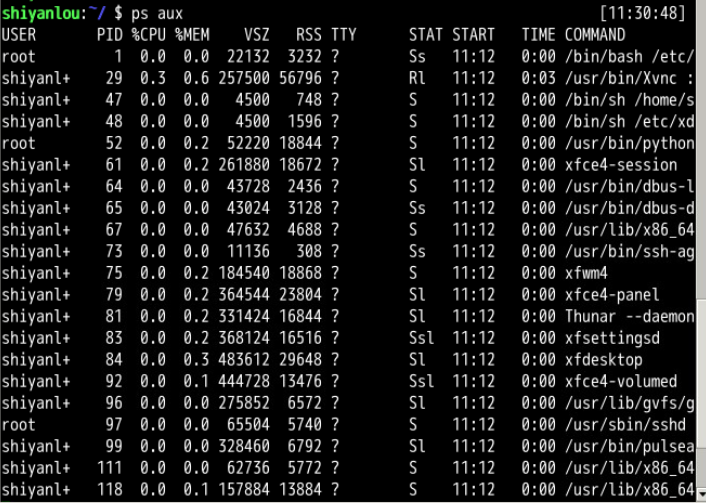 shiyanlou:~/ $ ps aux [11:30:48]
USER PID %CPU %MEM VSZ RSS TTY STAT START TIME COMMAND
root 1 0.0 0.0 22132 3232 ? Ss 11:12 0:00 /bin/bash /etc/
shiyanl+ 29 0.3 0.6 257500 56796 ? Rl 11:12 0:03 /usr/bin/Xvnc :
shiyanl+ 47 0.0 0.0 4500 748 ? S 11:12 0:00 /bin/sh /home/s
shiyanl+ 48 0.0 0.0 4500 1596 ? S 11:12 0:00 /bin/sh /etc/xd
root 52 0.0 0.2 52220 18844 ? S 11:12 0:00 /usr/bin/python
shiyanl+ 61 0.0 0.2 261880 18672 ? Sl 11:12 0:00 xfce4-session
shiyanl+ 64 0.0 0.0 43728 2436 ? S 11:12 0:00 /usr/bin/dbus-l
shiyanl+ 65 0.0 0.0 43024 3128 ? Ss 11:12 0:00 /usr/bin/dbus-d
shiyanl+ 67 0.0 0.0 47632 4688 ? S 11:12 0:00 /usr/lib/x86_64
shiyanl+ 73 0.0 0.0 11136 308 ? Ss 11:12 0:00 /usr/bin/ssh-ag
shiyanl+ 75 0.0 0.2 184540 18868 ? S 11:12 0:00 xfwm4
shiyanl+ 79 0.0 0.2 364544 23804 ? Sl 11:12 0:00 xfce4-panel
shiyanl+ 81 0.0 0.2 331424 16844 ? Sl 11:12 0:00 Thunar --daemon
shiyanl+ 83 0.0 0.2 368124 16516 ? Ssl 11:12 0:00 xfsettingsd
shiyanl+ 84 0.0 0.3 483612 29648 ? Sl 11:12 0:00 xfdesktop
shiyanl+ 92 0.0 0.1 444728 13476 ? Ssl 11:12 0:00 xfce4-volumed
shiyanl+ 96 0.0 0.0 275852 6572 ? Sl 11:12 0:00 /usr/lib/gvfs/g
root 97 0.0 0.0 65504 5740 ? S 11:12 0:00 /usr/sbin/sshd
shiyanl+ 99 0.0 0.0 328460 6792 ? Sl 11:12 0:00 /usr/bin/pulsea
shiyanl+ 111 0.0 0.0 62736 5772 ? S 11:12 0:00 /usr/lib/x86_64
shiyanl+ 118 0.0 0.1 157884 13884 ? S 11:12 0:00 /usr/lib/x86_64